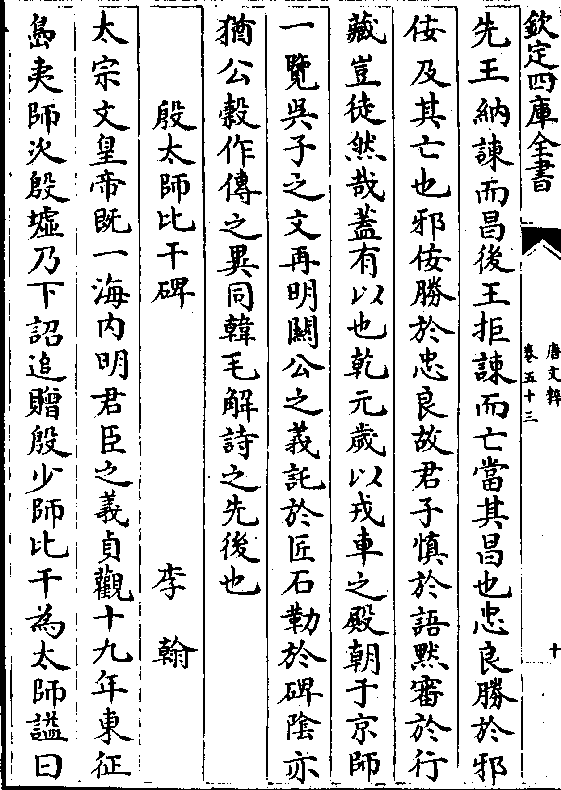 欽定四庫全書
唐文粹
卷五十三
十
先王納諫而昌後王拒諫而亡當其昌也忠良勝於邪
佞及其亡也邪佞勝於忠良故君子慎於語默審於行
藏豈徒然哉蓋有以也乾元歲以戎車之殿朝于京師
一覽吳子之文再明闕公之義託於匠石勒於碑陰亦
猶公穀作傳之異同韓毛解詩之先後也
殷太師比干碑
李翰
太宗文皇帝既一海內明君臣之義貞觀十九年東征
島夷師次殷墟乃下詔追贈殷少師比干為太師諡曰